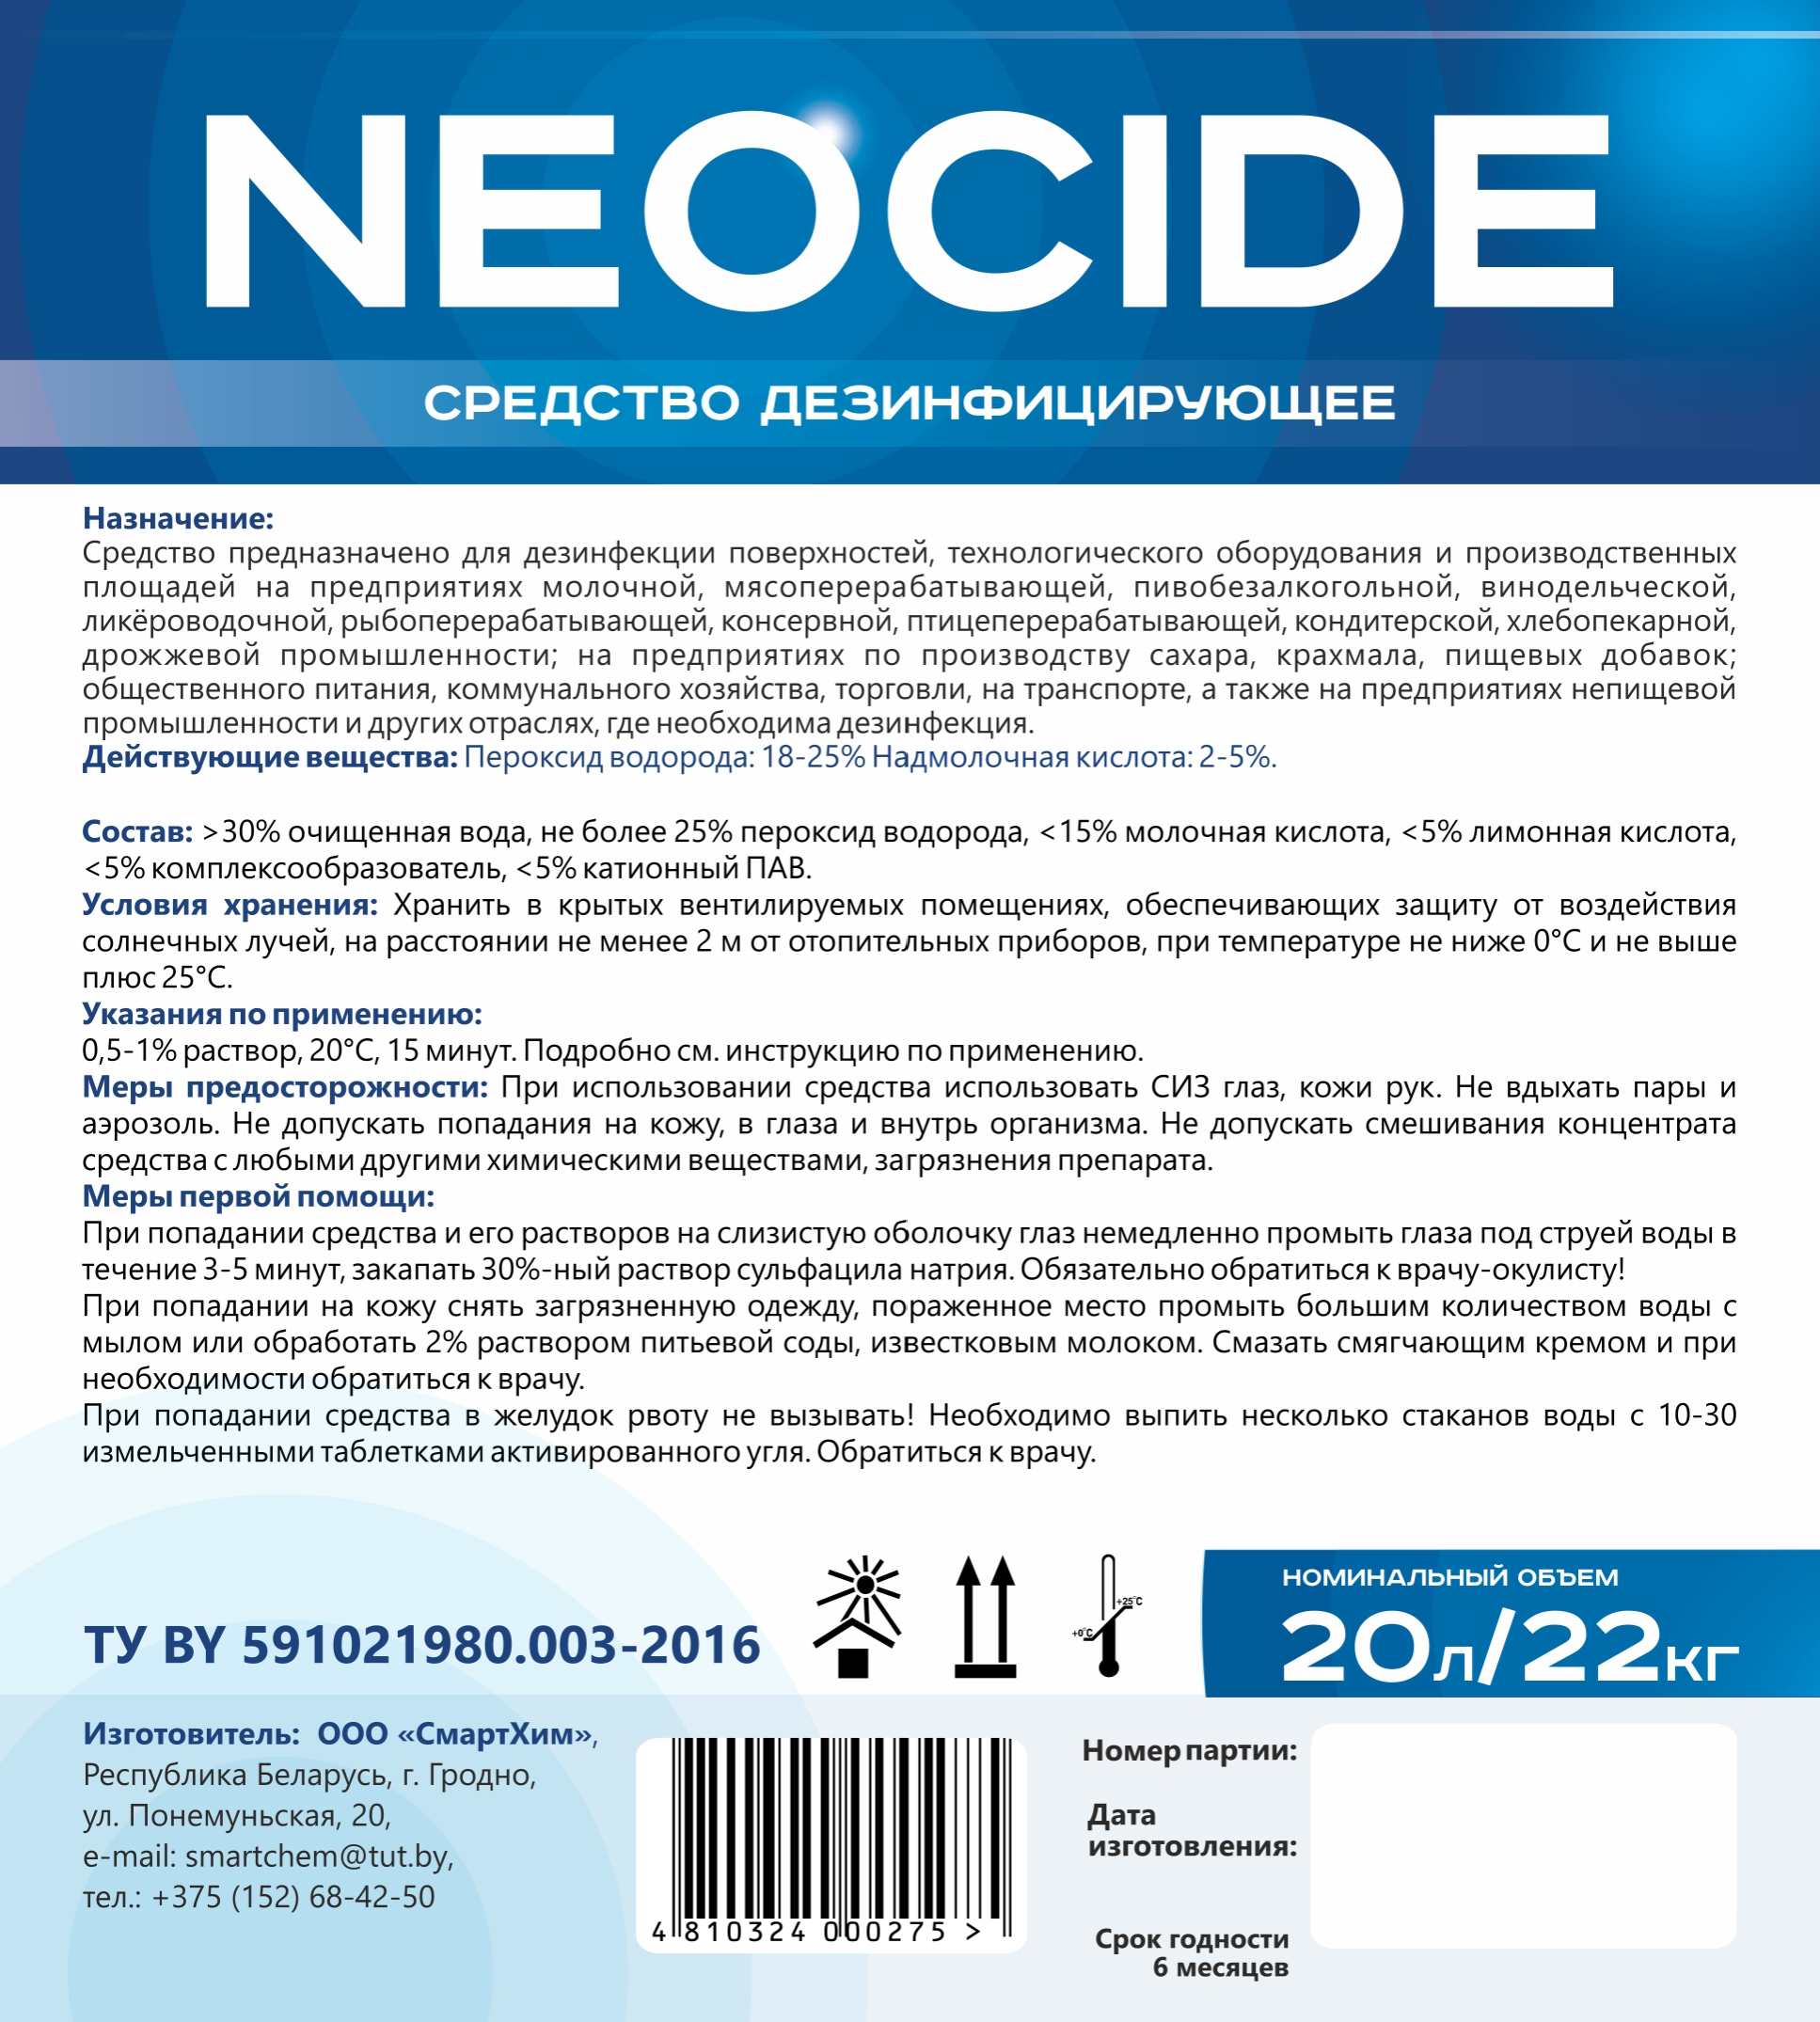 NEOCIDE
СРЕДСТВО ДЕЗИНФИЦИРУЮЩЕЕ
Назначение:
Средство предназначено для дезинфекции поверхностей, технологического оборудования и производственных
площадей на предприятиях молочной, мясоперерабатывающей, пивобезалкогольной, винодельческой,
ликёроводочной, рыбоперерабатывающей, консервной, птицеперерабатывающей, кондитерской, хлебопекарной,
дрожжевой промышленности; на предприятиях по производству сахара, крахмала, пищевых добавок;
общественного питания, коммунального хозяйства, торговли, на транспорте, а также на предприятиях непищевой
промышленности и других отраслях, где необходима дезинфекция.
Действующие вещества: Пероксид водорода: 18-25% Надмолочная кислота: 2-5%.
Состав: >30% очищенная вода, не более 25% пероксид водорода, <15% молочная кислота, <5% лимонная кислота,
<5% комплексообразователь, <5% катионный ПАВ.
Условия хранения: Хранить в крытых вентилируемых помещениях, обеспечивающих защиту от воздействия
солнечных лучей, на расстоянии не менее 2 м от отопительных приборов, при температуре не ниже 0°С и не выше
плюс 25°С.
Указания по применению:
0,5-1% раствор, 20°С, 15 минут. Подробно см. инструкцию по применению.
Меры предосторожности: При использовании средства использовать СИЗ глаз, кожи рук. Не вдыхать пары и
аэрозоль. Не допускать попадания на кожу, в глаза и внутрь организма. Не допускать смешивания концентрата
средства с любыми другими химическими веществами, загрязнения препарата.
Меры первой помощи:
При попадании средства и его растворов на слизистую оболочку глаз немедленно промыть глаза под струей воды в
течение 3-5 минут, закапать 30%-ный раствор сульфацила натрия. Обязательно обратиться к врачу-окулисту!
При попадании на кожу снять загрязненную одежду, пораженное место промыть большим количеством воды с
мылом или обработать 2% раствором питьевой соды, известковым молоком. Смазать смягчающим кремом и при
необходимости обратиться к врачу.
При попадании средства в желудок рвоту не вызывать! Необходимо выпить несколько стаканов воды с 10-30
измельченными таблетками активированного угля. Обратиться к врачу.
ТУ BY 591021980.003-2016
+25°C
+0°C
НОМИНАЛЬНЫЙ ОБЪЕМ
20л/22кг
Изготовитель: ООО «СмартХим»,
Республика Беларусь, г. Гродно,
ул. Понемуньская, 20,
e-mail: smartchem@tut.by,
тел.: +375 (152) 68-42-50
4 810324 000275 >
Номер партии:
Дата
изготовления:
Срок годности
6 месяцев